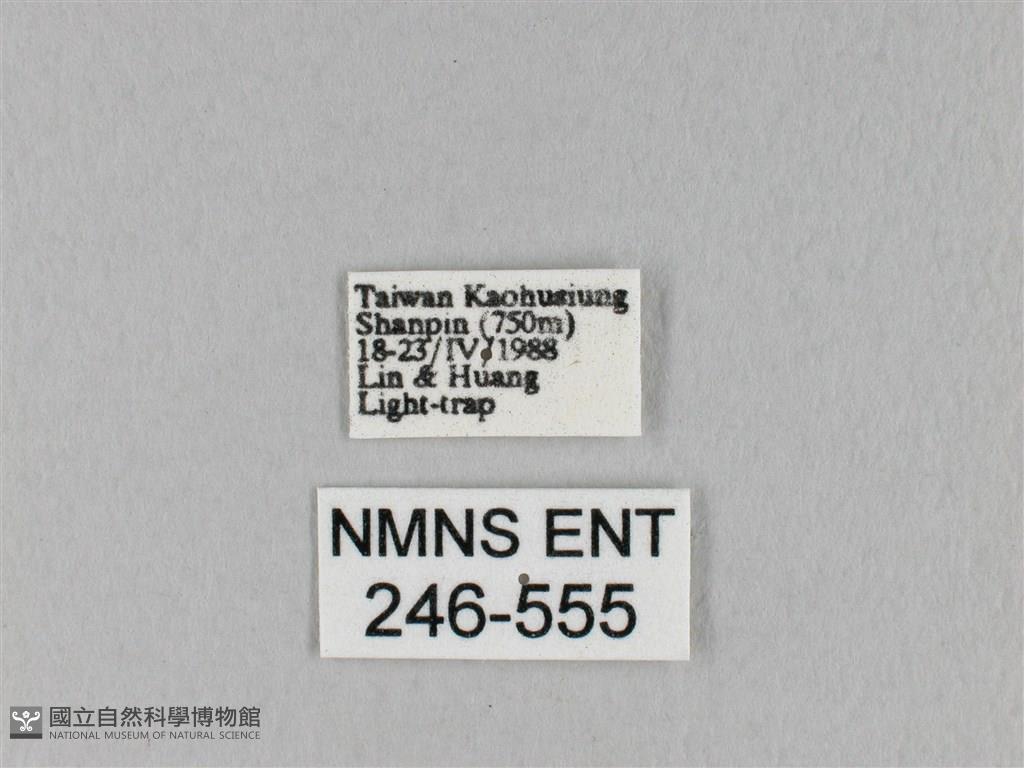 Taiwan Kaohusiung
Shanpin (750m)
18-23/IV/1988
Lin & Huang
Light-trap
NMNS ENT
246-555
國立自然科學博物館
NATIONAL MUSEUM OF NATURAL SCIENCE